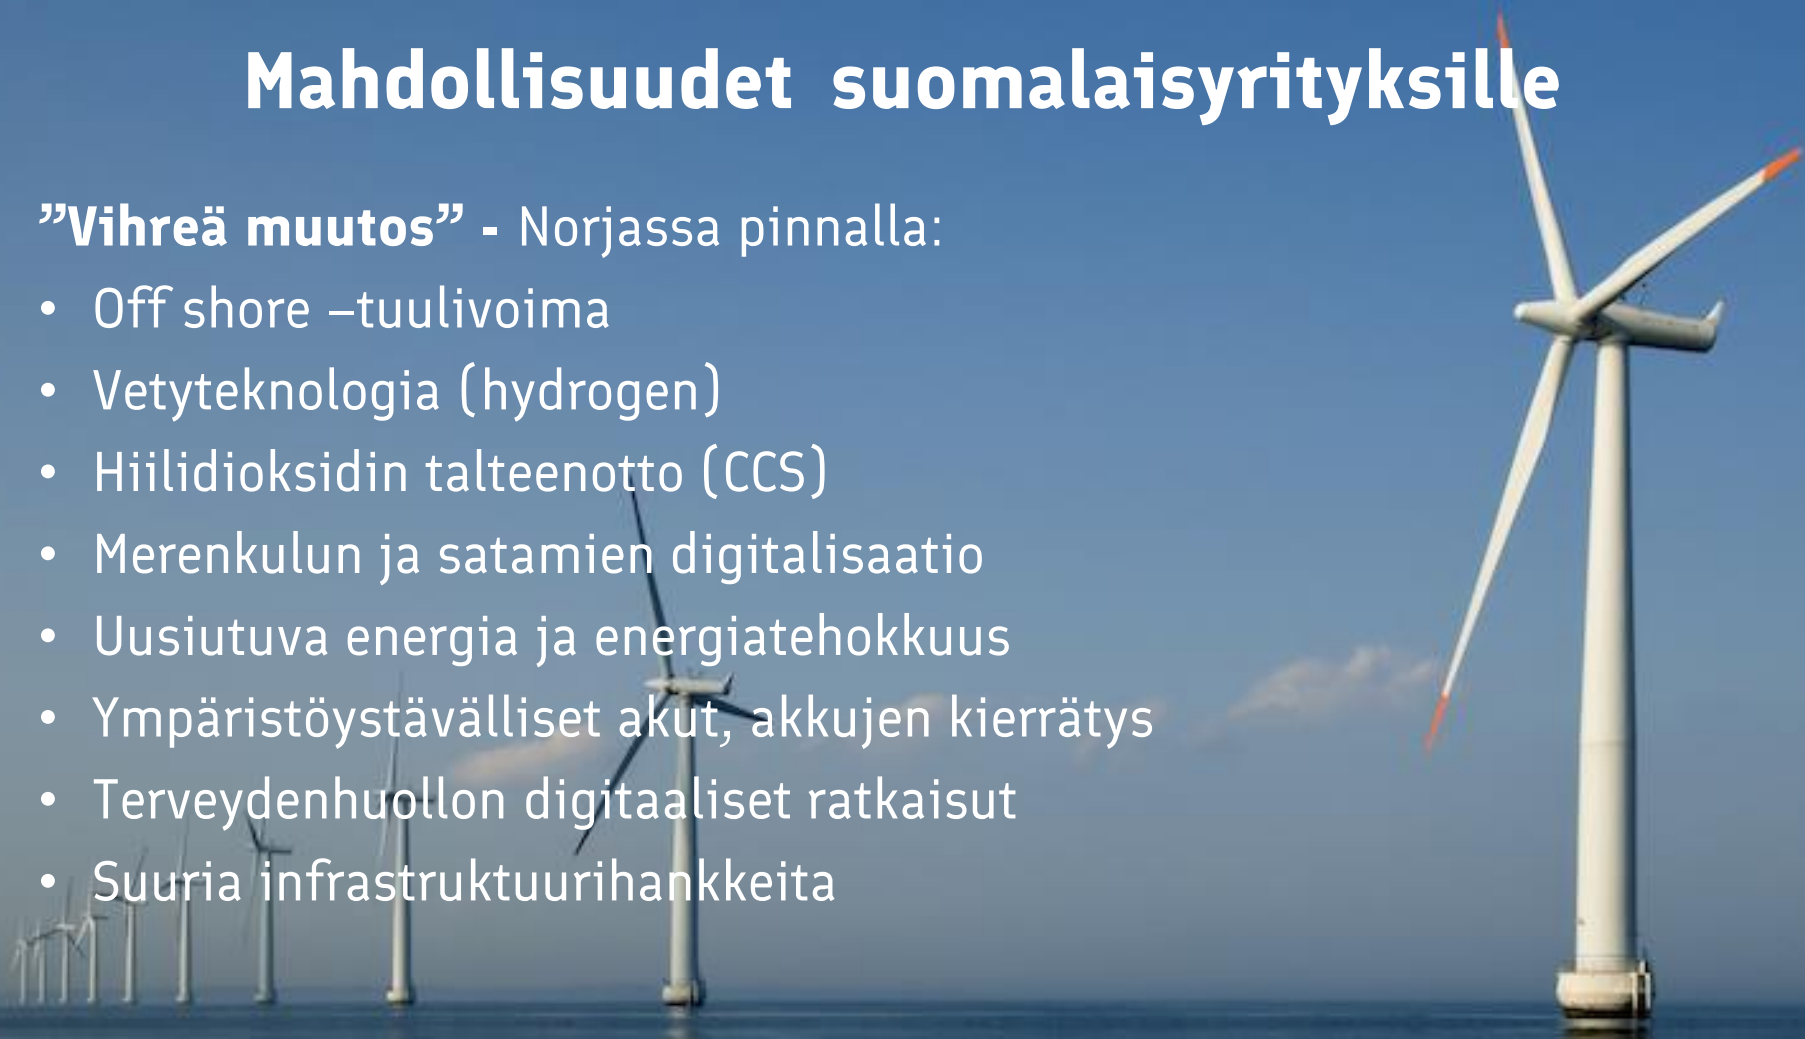 Mahdollisuudet suomalaisyrityksille
”Vihreä muutos” - Norjassa pinnalla:
• Off shore –tuulivoima
• Vetyteknologia (hydrogen)
• Hiilidioksidin talteenotto (CCS)
• Merenkulun ja satamien digitalisaatio
• Uusiutuva energia ja energiatehokkuus
• Ympäristöystävälliset akut, akkujen kierrätys
• Terveydenhuollon digitaaliset ratkaisut
• Suuria infrastruktuurihankkeita